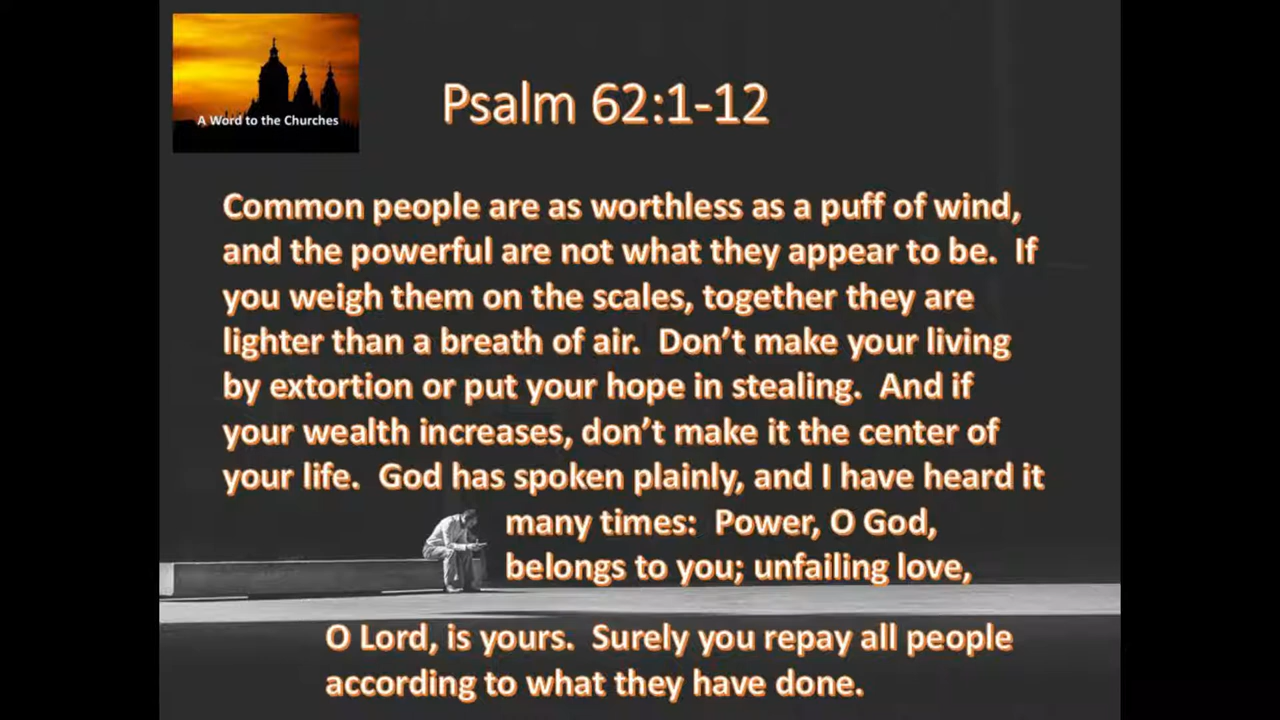 A Word to the Churches
Psalm 62:1-12
Common people are as worthless as a puff of wind,
and the powerful are not what they appear to be.  If
you weigh them on the scales, together they are
lighter than a breath of air.  Don’t make your living
by extortion or put your hope in stealing.  And if
your wealth increases, don’t make it the center of
your life.  God has spoken plainly, and I have heard it
many times:  Power, O God,
belongs to you; unfailing love,
O Lord, is yours.  Surely you repay all people
according to what they have done.